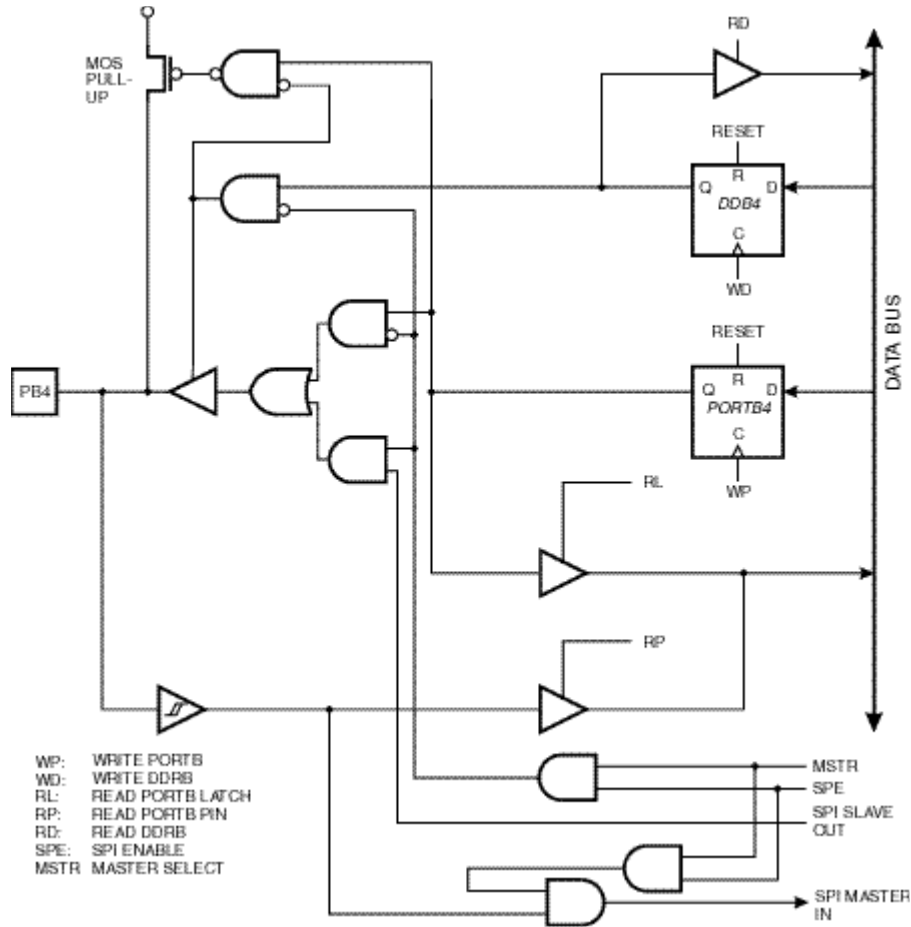 RD
MOS
PULL-
UP
RESET
R
Q
D
DDB4
C
WD
DATA BUS
RESET
R
Q
D
PORTB4
C
WP
PB4
RL
RP
WP: WRITE PORTB
WD: WRITE DDRB
RL: READ PORTB LATCH
RP: READ PORTB PIN
RD: READ DDRB
SPE: SPI ENABLE
MSTR MASTER SELECT
MSTR
SPE
SPI SLAVE
OUT
SPI MASTER
IN